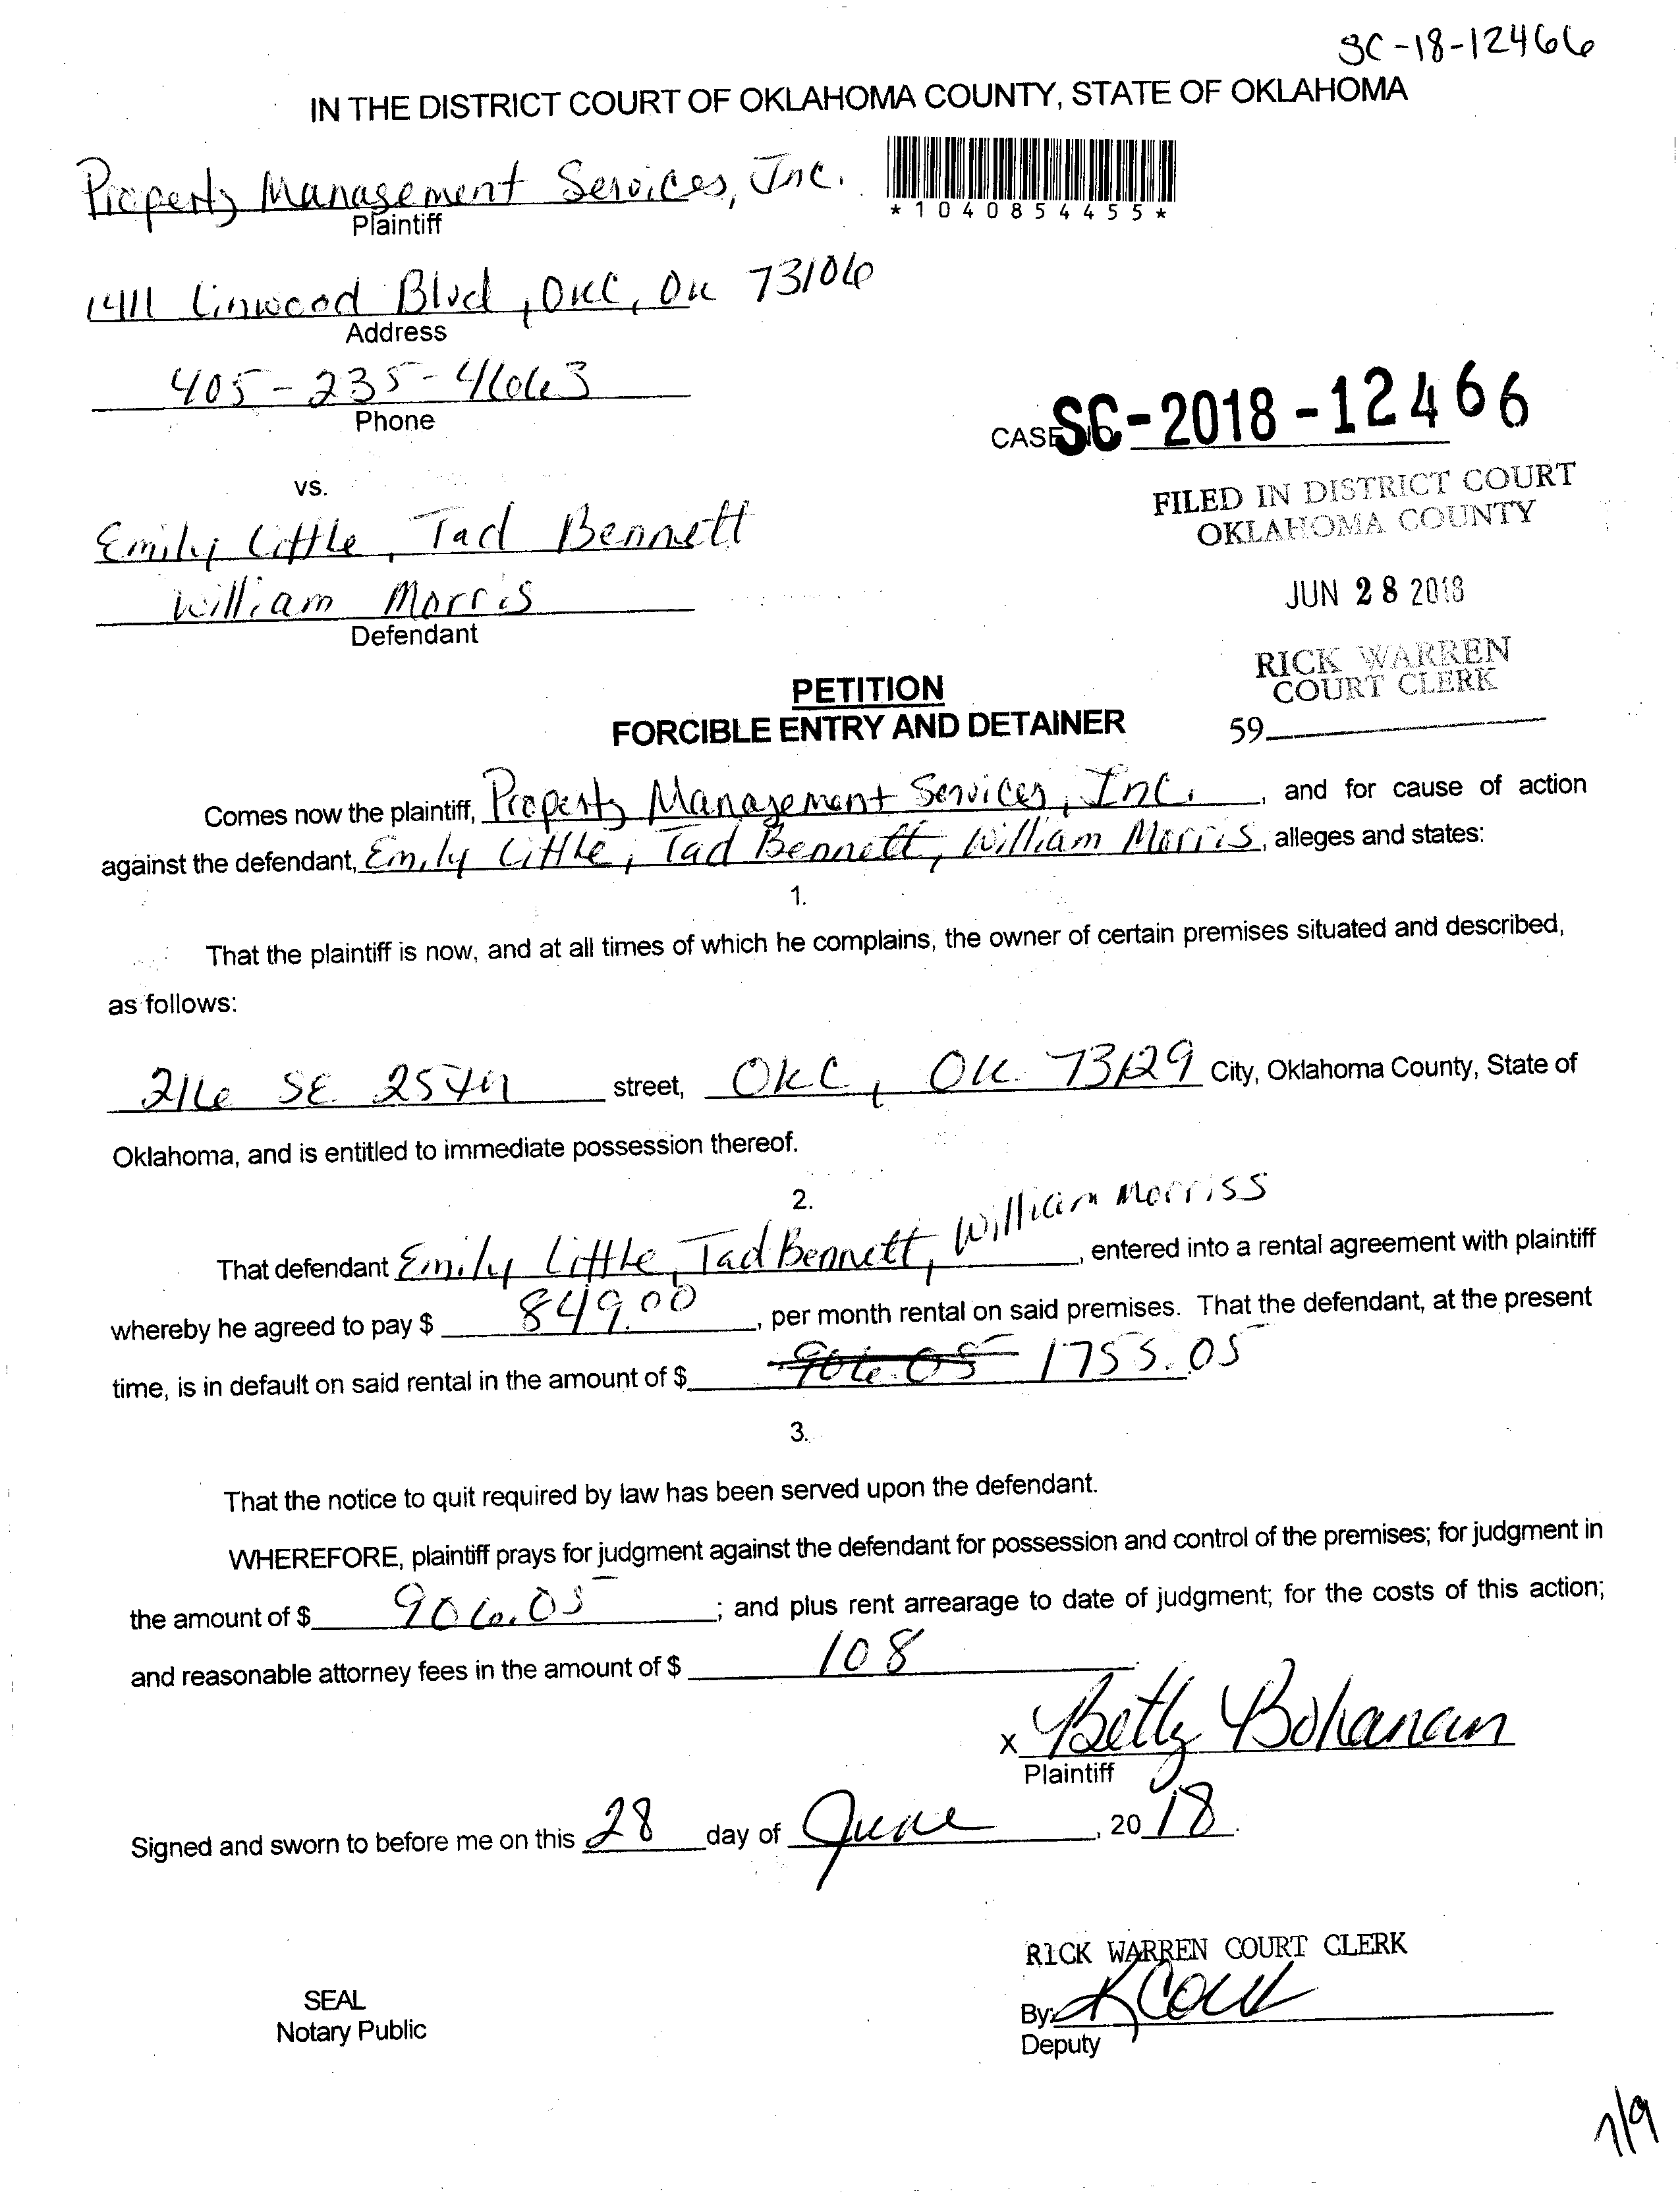 SC-18-12466
IN THE DISTRICT COURT OF OKLAHOMA COUNTY, STATE OF OKLAHOMA
Property Management Services, Inc.
Plaintiff
*1040854455*
1411 Linwood Blvd, OKC, OK 73106
Address
405-235-4663
Phone
CASE NO. SC-2018-12466
vs.
FILED IN DISTRICT COURT
OKLAHOMA COUNTY
Emily Little, Tad Bennett
William Morris
Defendant
JUN 28 2018
RICK WARREN
COURT CLERK
59
PETITION
FORCIBLE ENTRY AND DETAINER
Comes now the plaintiff, Property Management Services, Inc., and for cause of action
against the defendant, Emily Little, Tad Bennett, William Morris, alleges and states:
1.
That the plaintiff is now, and at all times of which he complains, the owner of certain premises situated and described,
as follows:
216 SE 25th street, OKC, OK 73129 City, Oklahoma County, State of
Oklahoma, and is entitled to immediate possession thereof.
2.
That defendant Emily Little, Tad Bennett, William Morriss, entered into a rental agreement with plaintiff
whereby he agreed to pay $ 849.00, per month rental on said premises. That the defendant, at the present
time, is in default on said rental in the amount of $ 906.05 1755.05
3.
That the notice to quit required by law has been served upon the defendant.
WHEREFORE, plaintiff prays for judgment against the defendant for possession and control of the premises; for judgment in
the amount of $ 906.05; and plus rent arrearage to date of judgment; for the costs of this action;
and reasonable attorney fees in the amount of $ 108.
x Betty Bohanan
Plaintiff
Signed and sworn to before me on this 28 day of June, 2018.
RICK WARREN COURT CLERK
SEAL
Notary Public
By:
Deputy
7/9